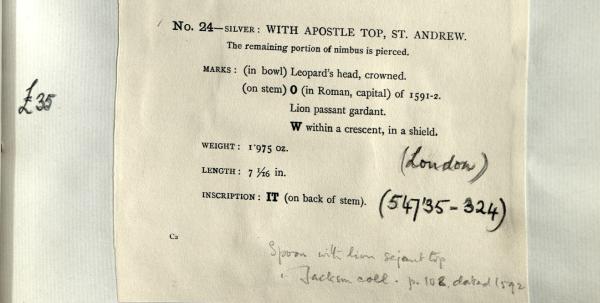 £35
No. 24—SILVER: WITH APOSTLE TOP, ST. ANDREW.
The remaining portion of nimbus is pierced.
MARKS: (in bowl) Leopard's head, crowned.
(on stem) O (in Roman, capital) of 1591-2.
Lion passant gardant.
W within a crescent, in a shield.
WEIGHT: 1·975 oz.
(London)
LENGTH: 7 1/16 in.
INSCRIPTION: IT (on back of stem).
(54735-324)
C2
Spoon with lion sejant top
Jackson coll. p. 108. dated 1592